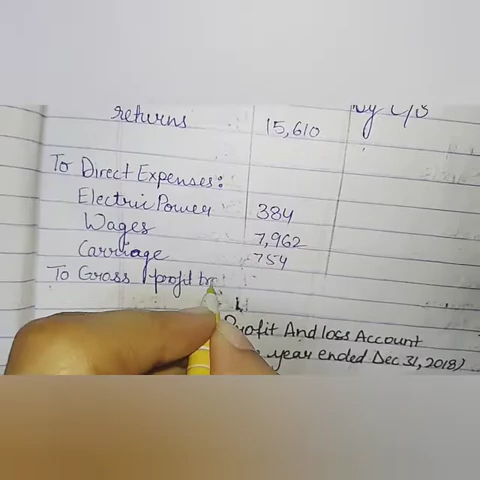 returns 15,610 By C/S
To Direct Expenses:
Electric Power 384
Wages 7,962
Carriage 754
To Gross profit
Profit And loss Account
year ended Dec 31, 2018)